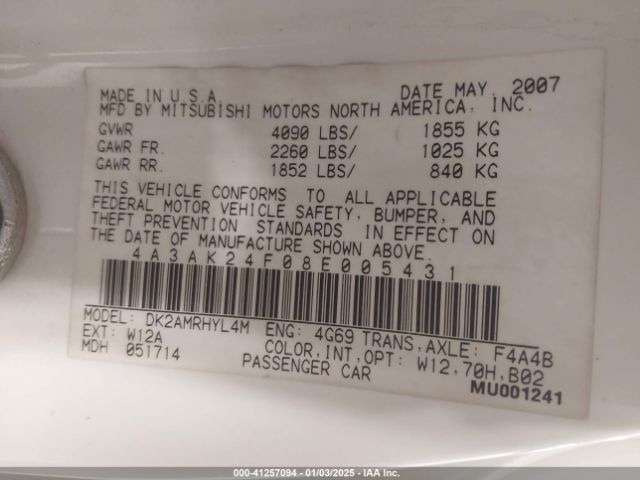 MADE IN U.S.A. DATE MAY, 2007
MFD BY MITSUBISHI MOTORS NORTH AMERICA, INC.
GVWR 4090 LBS/ 1855 KG
GAWR FR. 2260 LBS/ 1025 KG
GAWR RR. 1852 LBS/ 840 KG
THIS VEHICLE CONFORMS TO ALL APPLICABLE
FEDERAL MOTOR VEHICLE SAFETY, BUMPER, AND
THEFT PREVENTION STANDARDS IN EFFECT ON
THE DATE OF MANUFACTURE SHOWN ABOVE.
4A3AK24F08E005431
MODEL: DK2AMRHYL4M ENG: 4G69 TRANS,AXLE: F4A4B
EXT: W12A COLOR,INT,OPT: W12,70H,B02
MDH 051714 PASSENGER CAR
MU001241
000-41257094 - 01/03/2025 - IAA Inc.